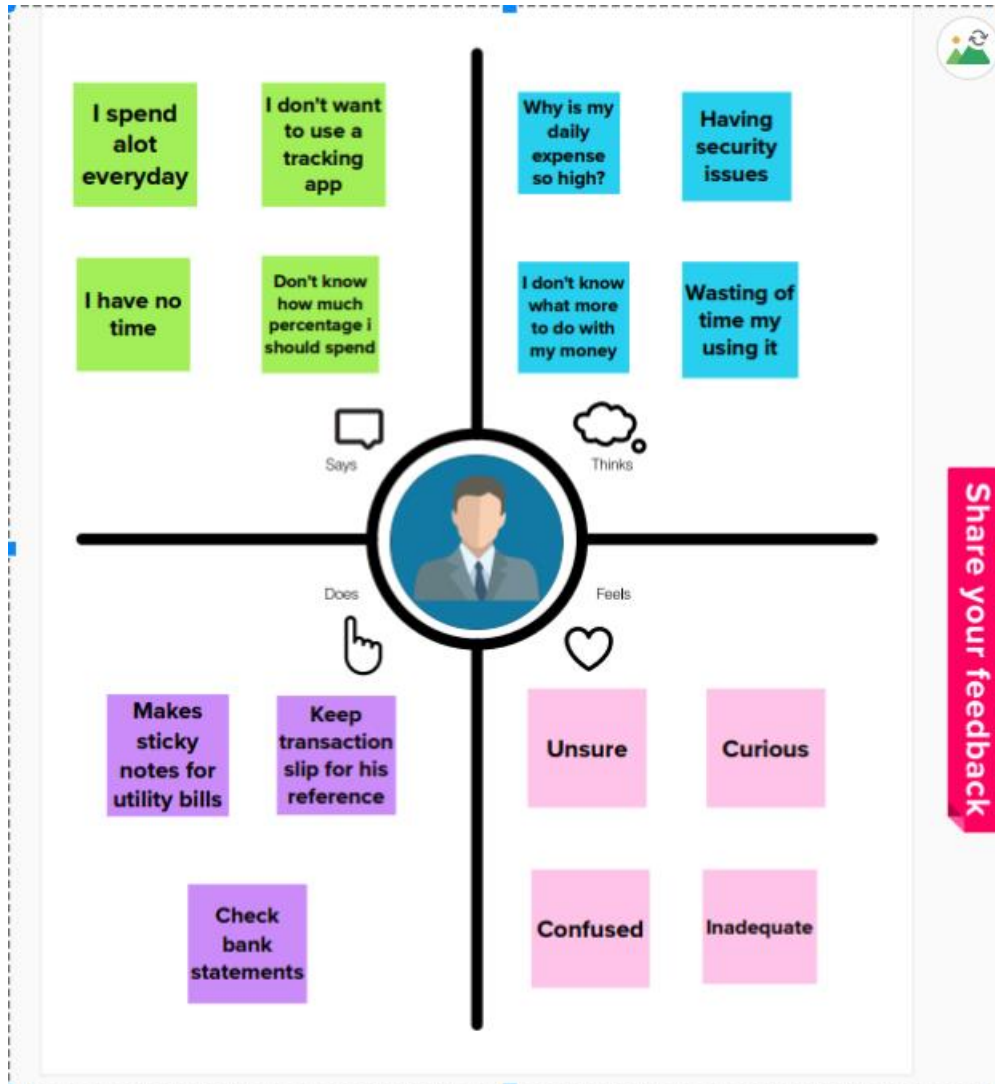 I spend
alot
everyday
I don't want
to use a
tracking
app
I have no
time
Don't know
how much
percentage i
should spend
Why is my
daily
expense
so high?
Having
security
issues
I don't know
what more
to do with
my money
Wasting of
time my
using it
Says
Thinks
Does
Feels
Makes
sticky
notes for
utility bills
Keep
transaction
slip for his
reference
Check
bank
statements
Unsure
Curious
Confused
Inadequate
Share your feedback